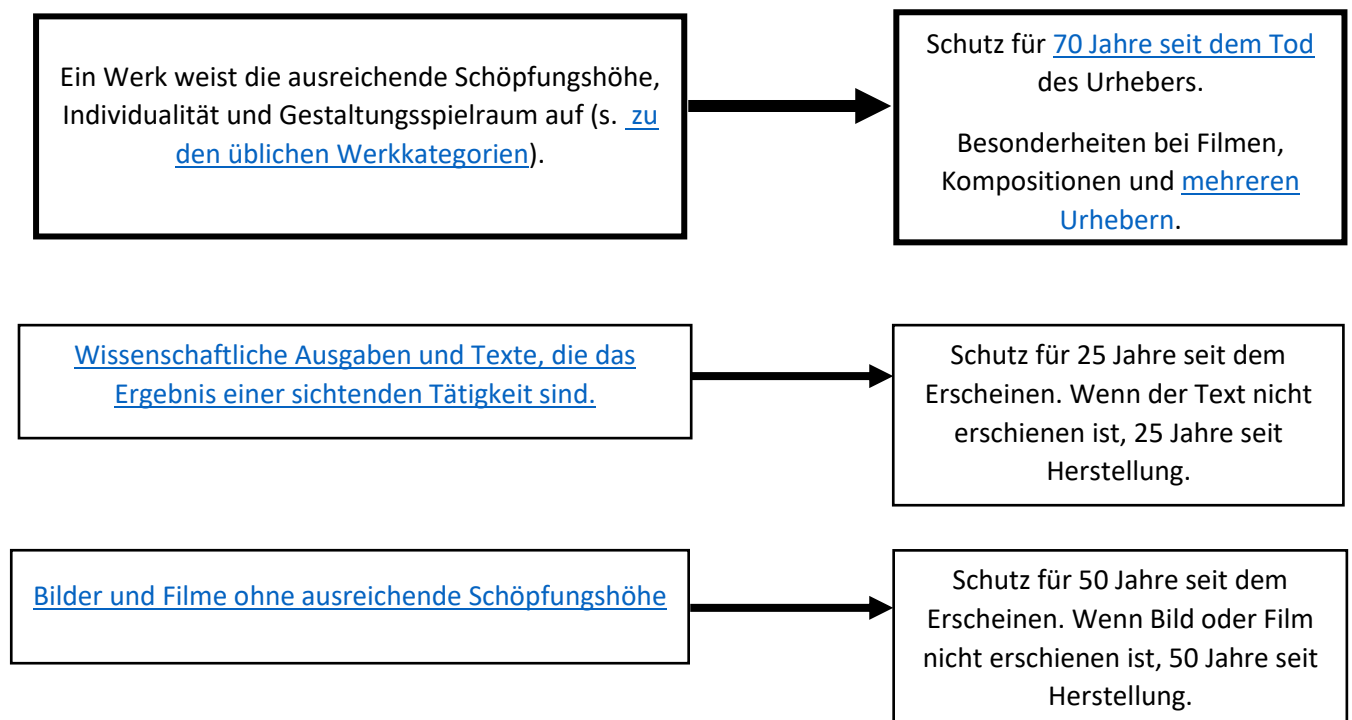 Ein Werk weist die ausreichende Schöpfungshöhe,
Individualität und Gestaltungsspielraum auf (s.  zu
den üblichen Werkkategorien).
Schutz für 70 Jahre seit dem Tod
des Urhebers.
Besonderheiten bei Filmen,
Kompositionen und mehreren
Urhebern.
Wissenschaftliche Ausgaben und Texte, die das
Ergebnis einer sichtenden Tätigkeit sind.
Schutz für 25 Jahre seit dem
Erscheinen. Wenn der Text nicht
erschienen ist, 25 Jahre seit
Herstellung.
Bilder und Filme ohne ausreichende Schöpfungshöhe
Schutz für 50 Jahre seit dem
Erscheinen. Wenn Bild oder Film
nicht erschienen ist, 50 Jahre seit
Herstellung.